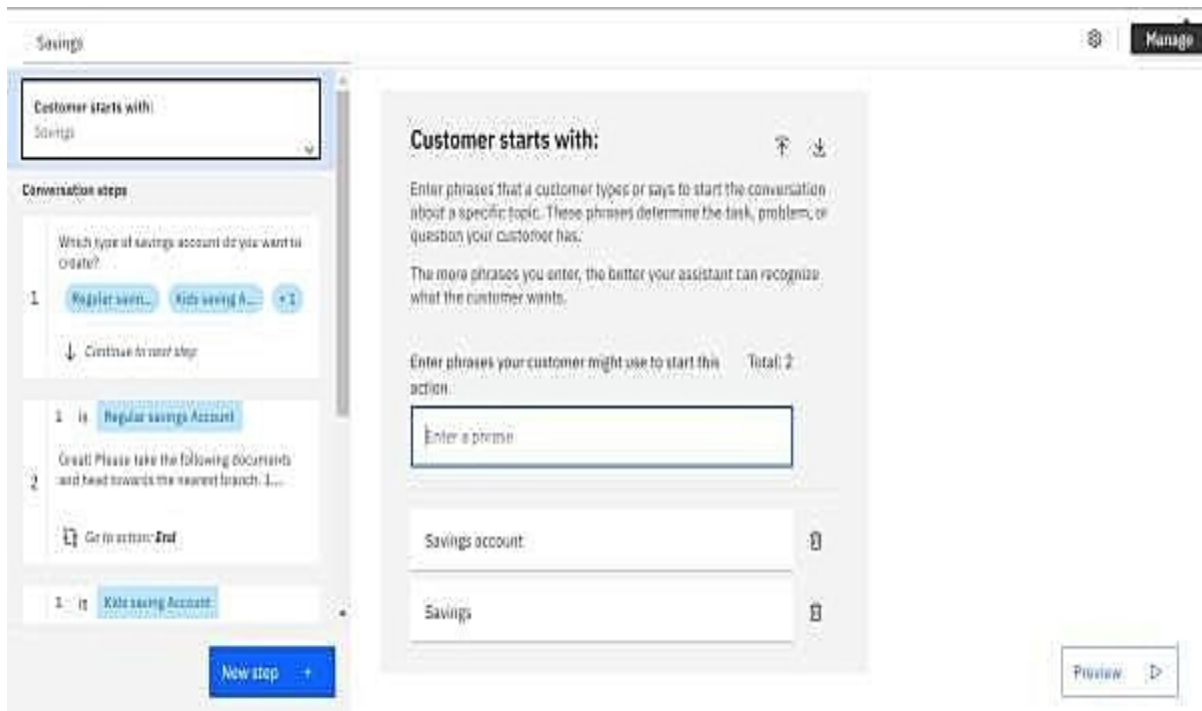 Savings
Manage
Customer starts with:
Savings
Conversation steps
Which type of savings account do you want to
create?
1
Regular savin...
Kids saving A...
+ 1
Continue to next step
1 is Regular savings Account
Great! Please take the following documents
2
and head towards the nearest branch. 1....
Go to action: End
1 is Kids saving Account
New step +
Customer starts with:
Enter phrases that a customer types or says to start the conversation
about a specific topic. These phrases determine the task, problem, or
question your customer has.
The more phrases you enter, the better your assistant can recognize
what the customer wants.
Enter phrases your customer might use to start this
action
Total: 2
Enter a phrase
Savings account
Savings
Preview